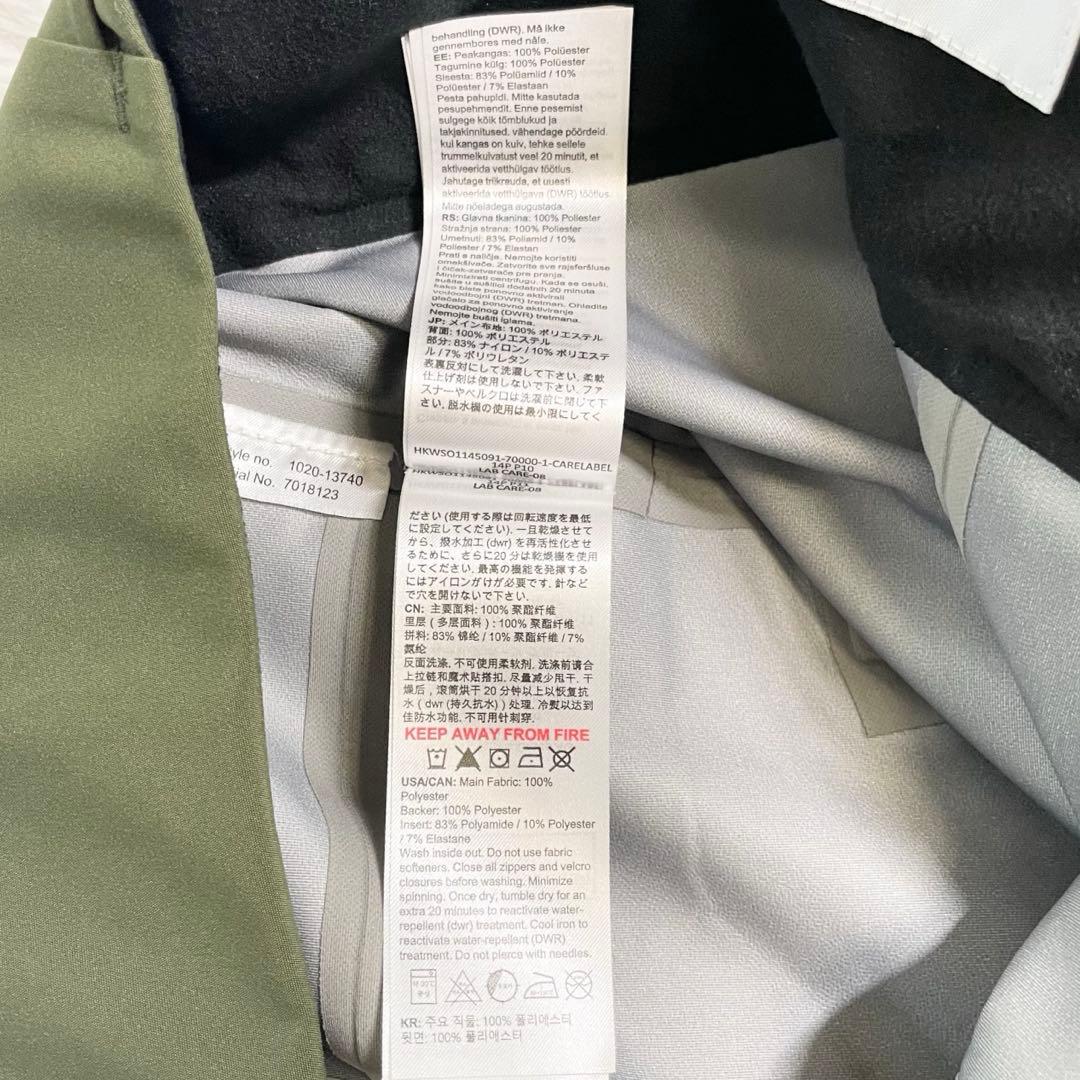 behandling (DWR). Må ikke
gennembores med nåle.
EE: Peakangas: 100% Polüester
Tagumine külg: 100% Polüester
Sisesta: 83% Polüamiid / 10%
Polüester / 7% Elastaan
Pesta pahupidi. Mitte kasutada
pesupehmendit. Enne pesemist
sulgege kõik tõmblukud ja
takjakinnitused. vähendage pöördeid.
kui kangas on kuiv, tehke sellele
trummelkuivatust veel 20 minutit, et
aktiveerida vetthülgav töötlus.
Jahutage triikrauda, et uuesti
aktiveerida vetthülgava (DWR) töötlus.
Mitte nõeladega augustada.
RS: Glavna tkanina: 100% Poliester
Stražnja strana: 100% Poliester
Umetnuti: 83% Poliamid / 10%
Poliester / 7% Elastan
Prati s naličja. Nemojte koristiti
omekšivače. Zatvorite sve rajsferšluse
i čičak-zatvarače pre pranja.
Minimizirati centrifugu. Kada se osuši,
sušite u sušilici dodatnih 20 minuta
kako biste ponovno aktivirali
vodoodbojni (DWR) tretman. Ohladite
glačalo za ponovno aktiviranje
vodoodbojnog (DWR) tretmana.
Nemojte bušiti iglama.
JP: メイン布地: 100% ポリエステル
背面: 100% ポリエステル
部分: 83% ナイロン / 10% ポリエステ
ル / 7% ポリウレタン
表裏反対にして洗濯して下さい. 柔軟
仕上げ剤は使用しないで下さい. ファ
スナーやベルクロは洗濯前に閉じて下
さい. 脱水機の使用は最小限にしてく
HKWSO1145091-70000-1-CARELABEL
14P P10
LAB CARE-08
14P P11
LAB CARE-08
yle no. 1020-13740
ial No. 7018123
ださい (使用する際は回転速度を最低
に設定してください). 一旦乾燥させて
から、撥水加工 (dwr) を再活性化させ
るために、さらに20 分は乾燥機を使用
してください. 最高の機能を発揮する
にはアイロンがけが必要です. 針など
で穴を開けないで下さい.
CN: 主要面料: 100% 聚酯纤维
里层 ( 多层面料 ) : 100% 聚酯纤维
拼料: 83% 锦纶 / 10% 聚酯纤维 / 7%
氨纶
反面洗涤. 不可使用柔软剂. 洗涤前请合
上拉链和魔术贴搭扣. 尽量减少甩干. 干
燥后 , 滚筒烘干 20 分钟以上以恢复抗
水 ( dwr (持久抗水) ) 处理. 冷熨以达到
佳防水功能. 不可用针刺穿.
KEEP AWAY FROM FIRE
USA/CAN: Main Fabric: 100%
Polyester
Backer: 100% Polyester
Insert: 83% Polyamide / 10% Polyester
/ 7% Elastane
Wash inside out. Do not use fabric
softeners. Close all zippers and velcro
closures before washing. Minimize
spinning. Once dry, tumble dry for an
extra 20 minutes to reactivate water-
repellent (dwr) treatment. Cool iron to
reactivate water-repellent (DWR)
treatment. Do not pierce with needles.
약 30℃
중성
KR: 주요 직물: 100% 폴리에스터
뒷면: 100% 폴리에스터